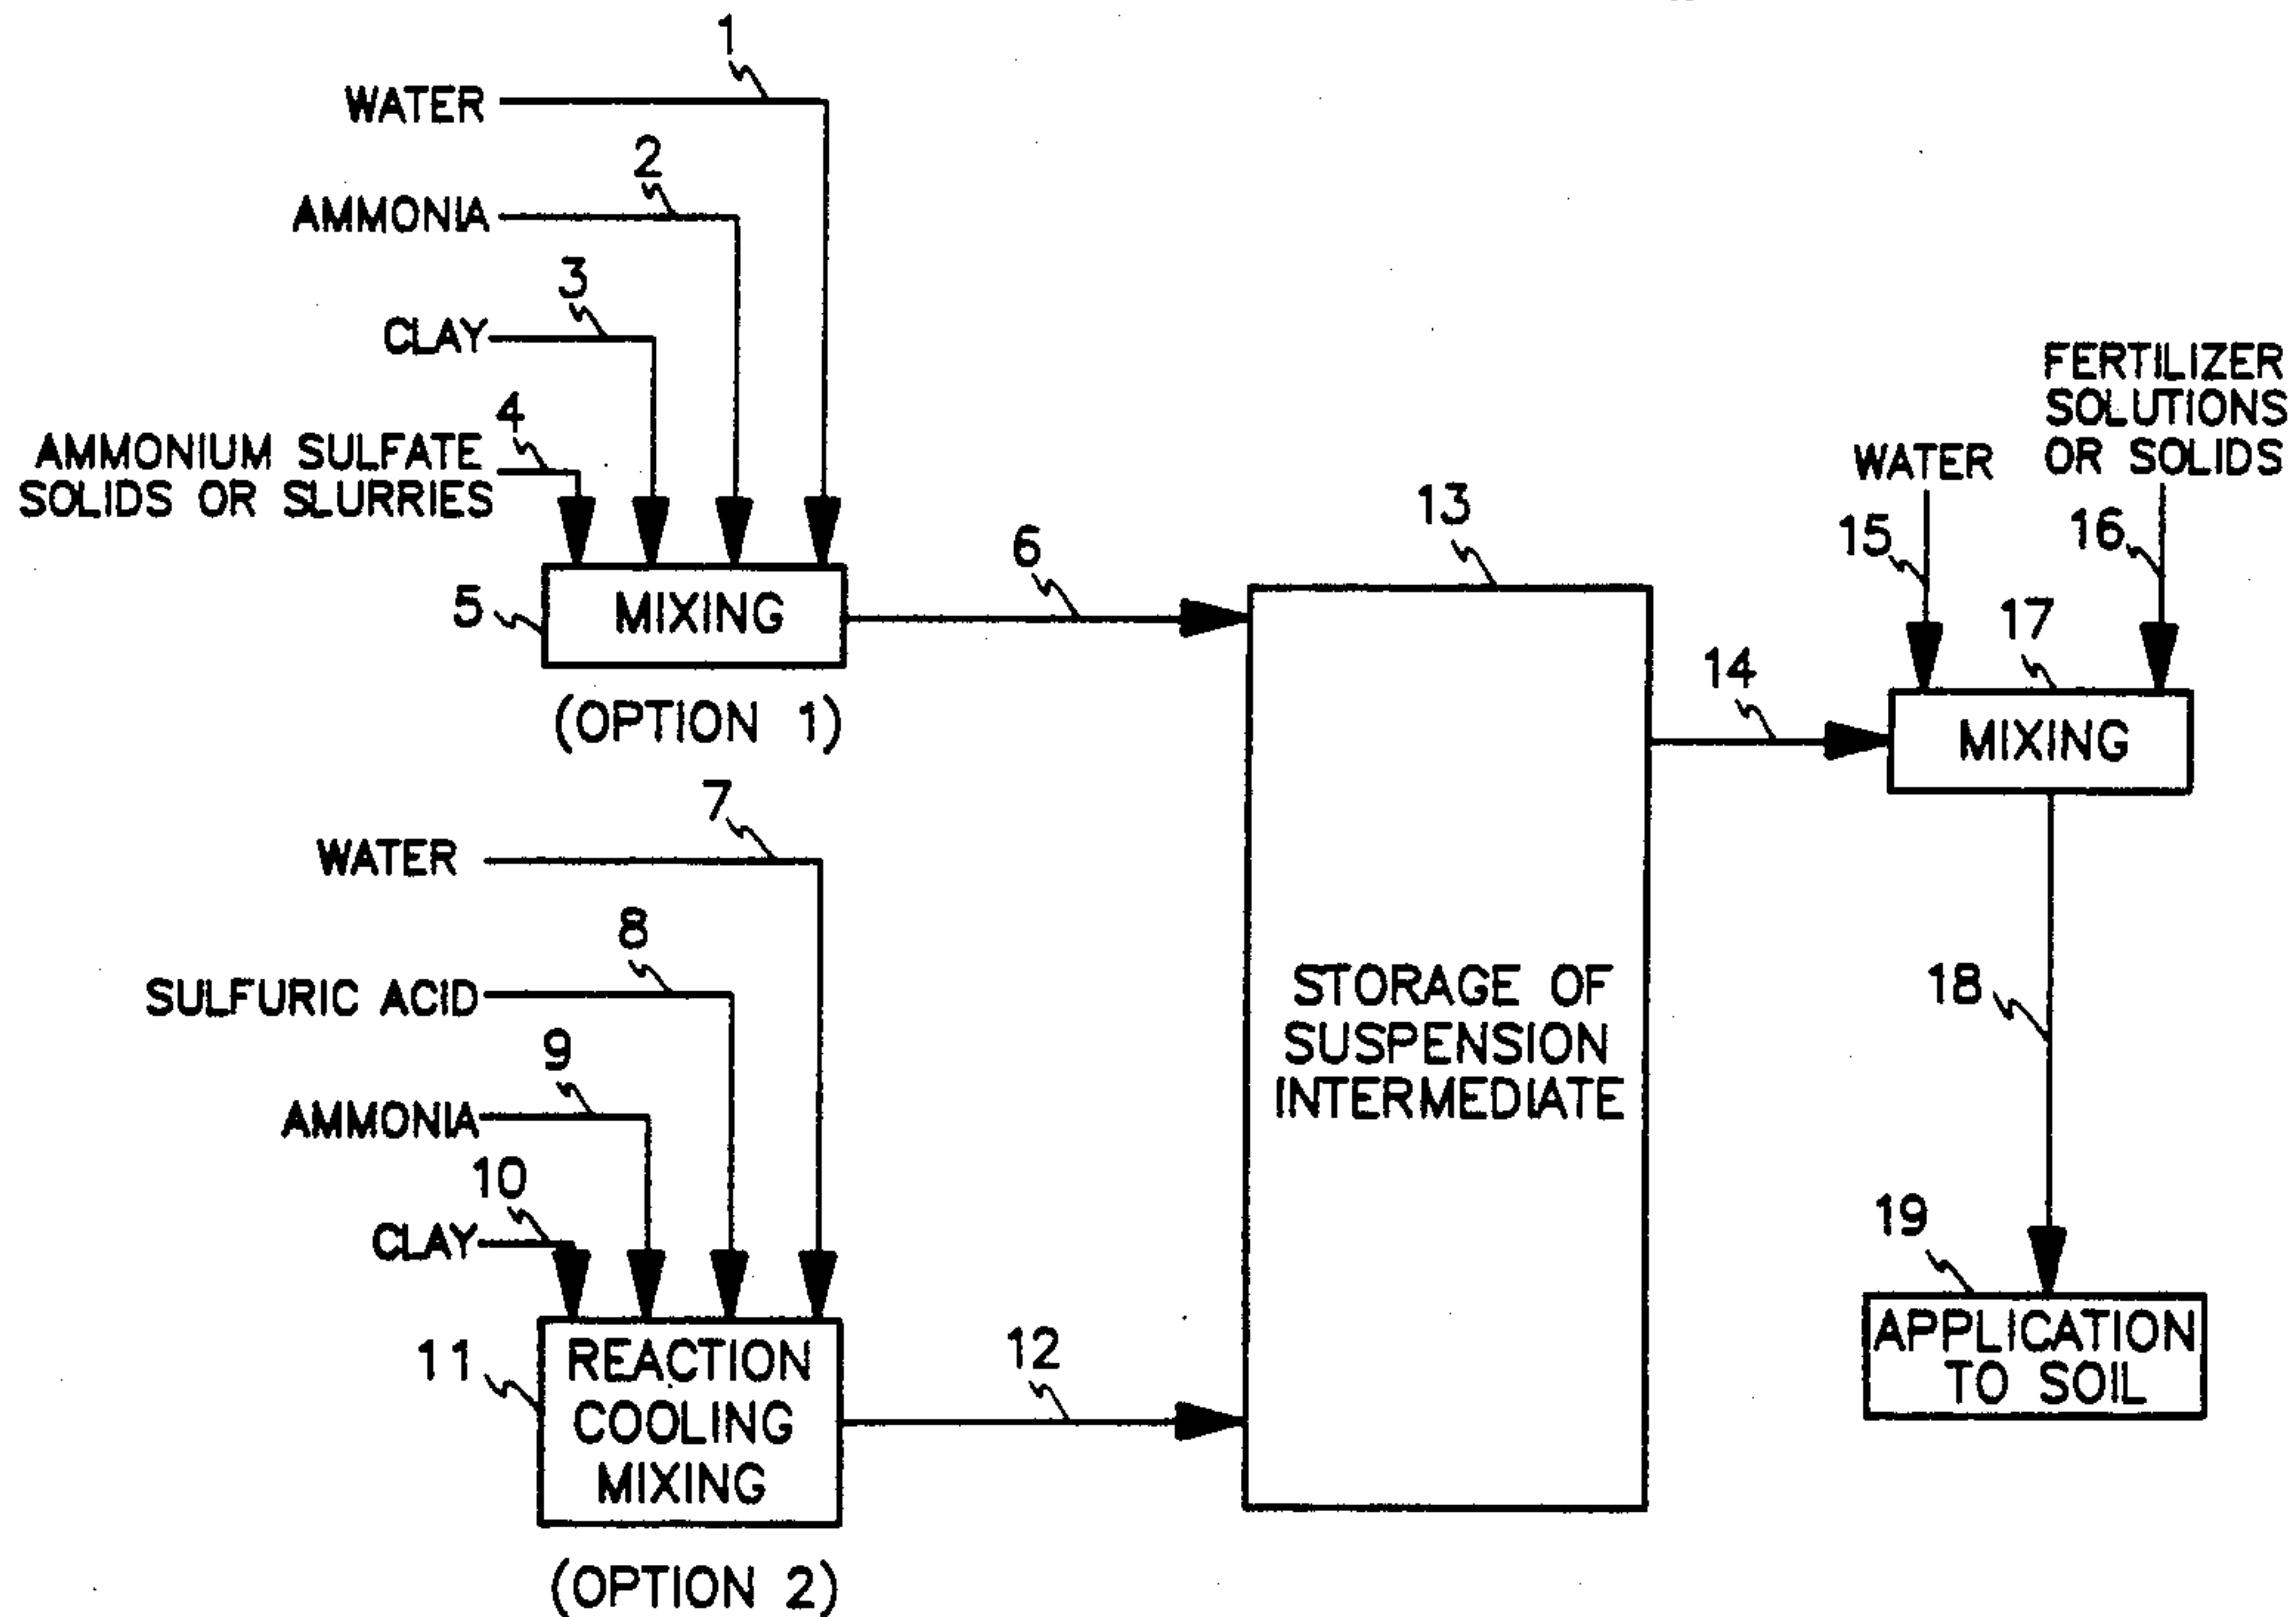 1
WATER
2
AMMONIA
3
CLAY
4
AMMONIUM SULFATE
SOLIDS OR SLURRIES
5
MIXING
(OPTION 1)
6
7
WATER
8
SULFURIC ACID
9
AMMONIA
10
CLAY
11
REACTION
COOLING
MIXING
(OPTION 2)
12
13
STORAGE OF
SUSPENSION
INTERMEDIATE
14
WATER
15
FERTILIZER
SOLUTIONS
OR SOLIDS
16
17
MIXING
18
19
APPLICATION
TO SOIL